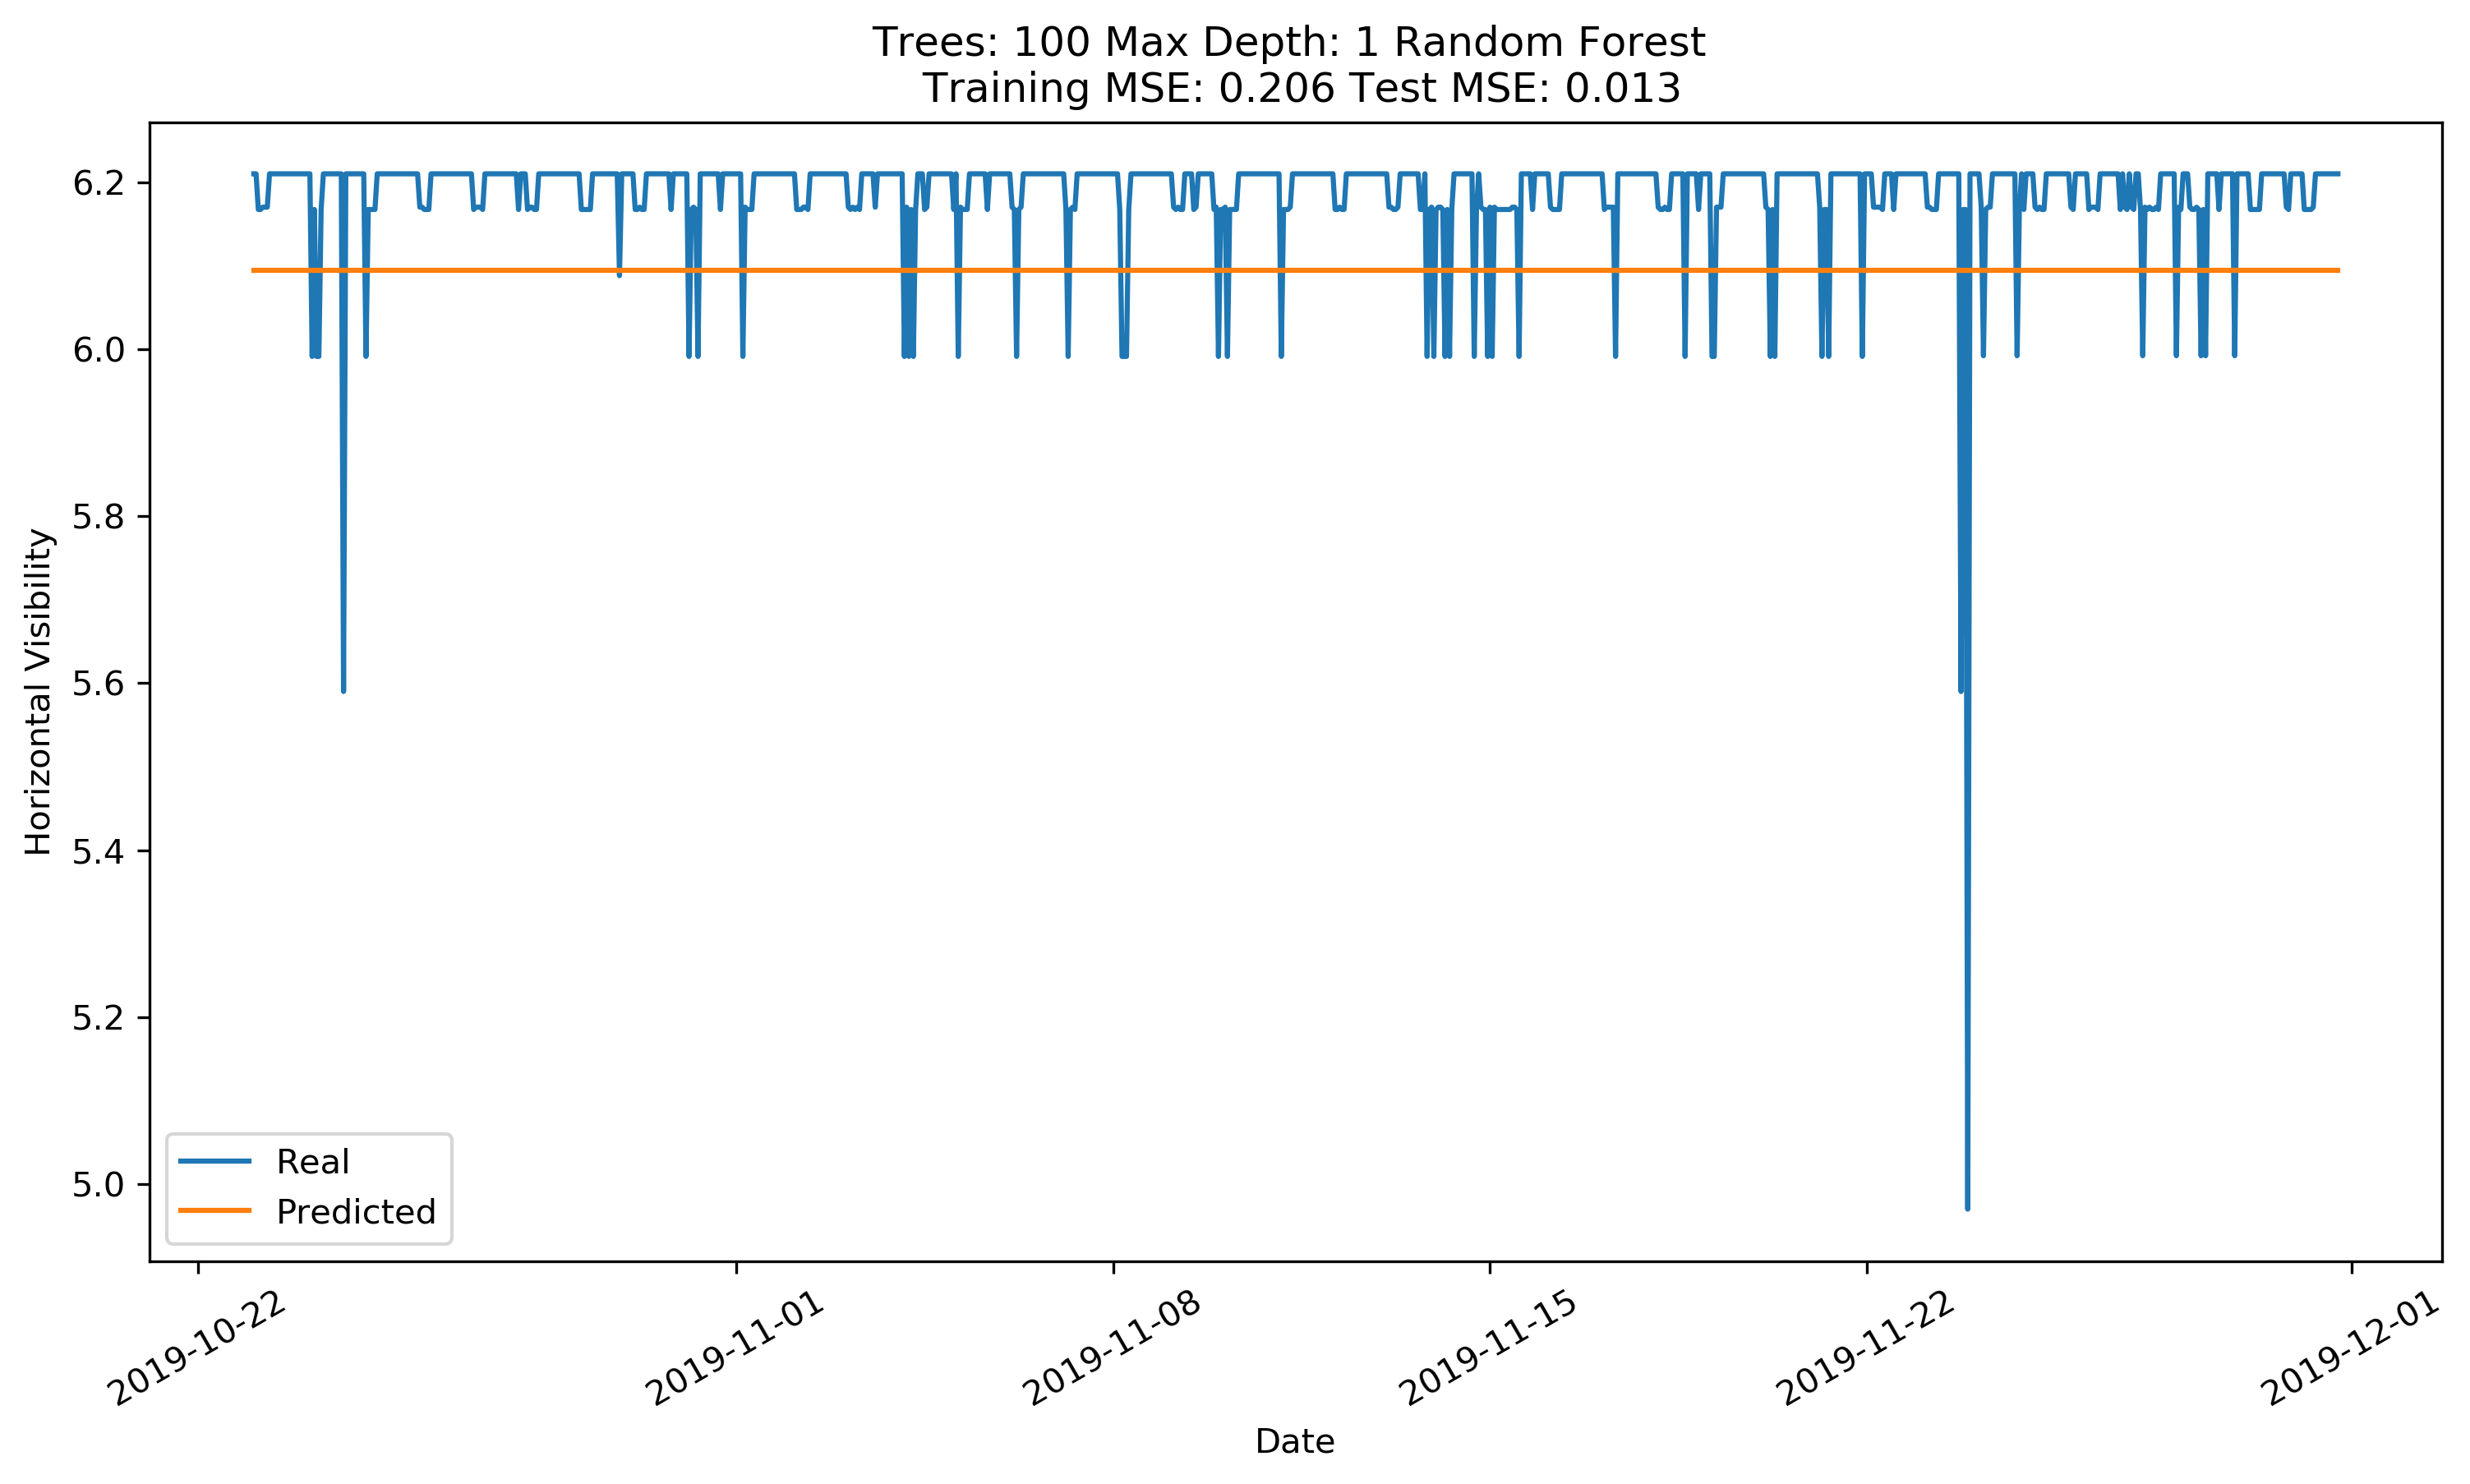 Trees: 100 Max Depth: 1 Random Forest
Training MSE: 0.206 Test MSE: 0.013
6.2
6.0
5.8
5.6
5.4
5.2
5.0
Horizontal Visibility
Real
Predicted
2019-10-22
2019-11-01
2019-11-08
2019-11-15
2019-11-22
2019-12-01
Date